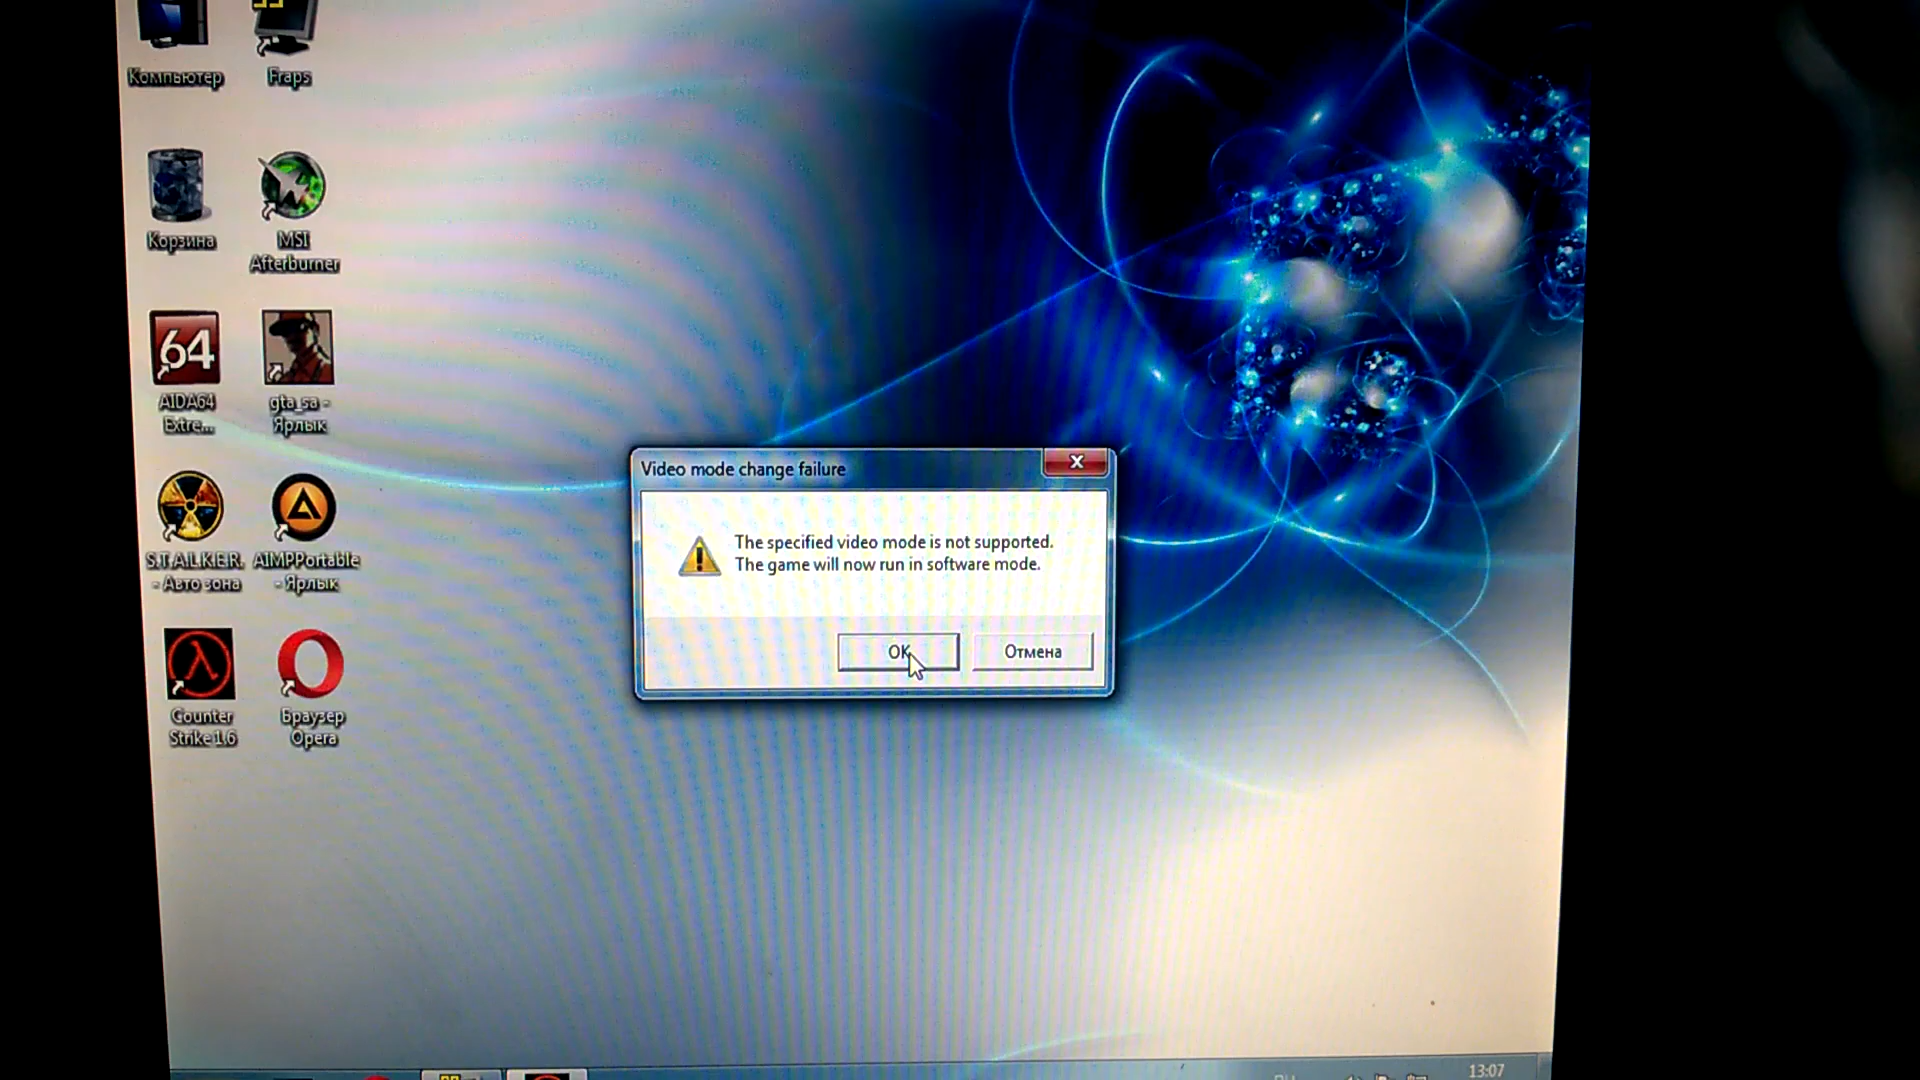 Компьютер
Fraps
Корзина
MSI
Afterburner
64
AIDA64
Extre...
gta_sa -
Ярлык
S.T.A.L.K.E.R.
- Авто зона
AIMPPortable
- Ярлык
Counter
Strike 1.6
Браузер
Opera
Video mode change failure
The specified video mode is not supported.
The game will now run in software mode.
OK
Отмена
13:07